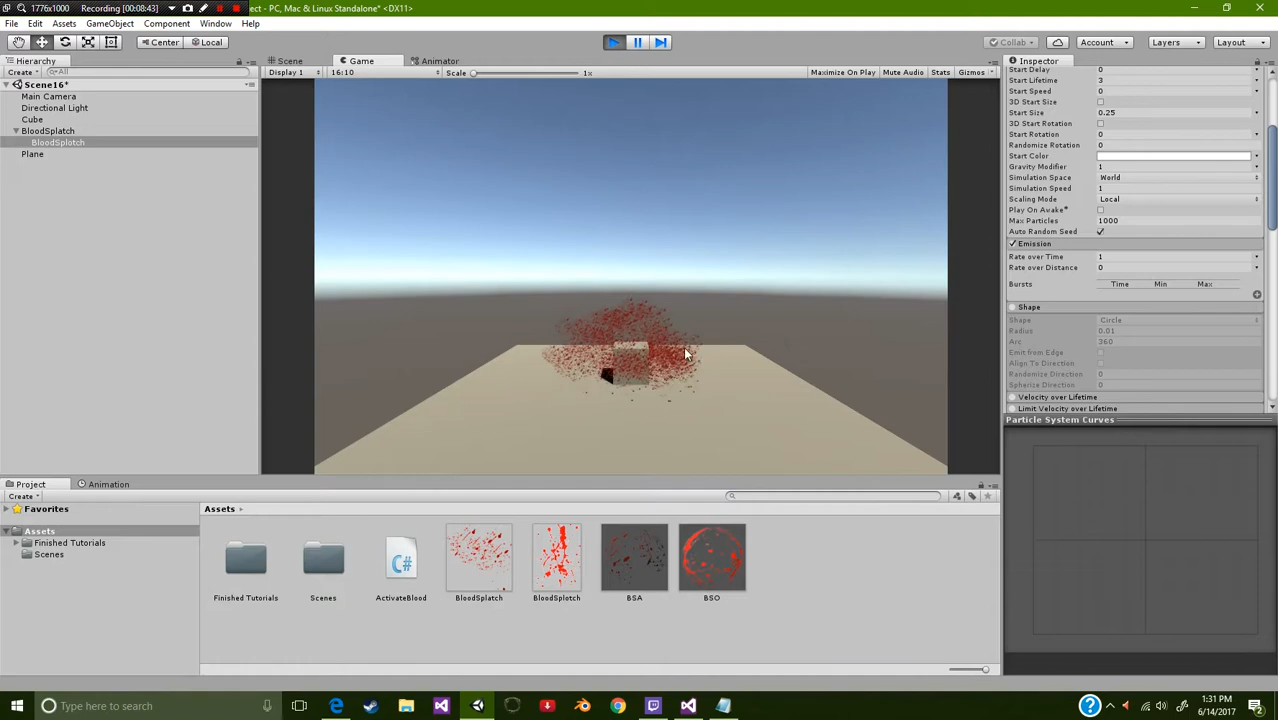 1776x1000 Recording [00:08:43] ect - PC, Mac & Linux Standalone* <DX11>
File Edit Assets GameObject Component Window Help
Center Local Collab Account Layers Layout
Hierarchy Scene Game Animator Inspector
Create All Display 1 16:10 Scale 1x Maximize On Play Mute Audio Stats Gizmos
Start Delay 0
Scene16* Start Lifetime 3
Main Camera Start Speed 0
Directional Light 3D Start Size
Cube Start Size 0.25
BloodSplatch 3D Start Rotation
BloodSplotch Start Rotation 0
Plane Randomize Rotation 0
Start Color
Gravity Modifier 1
Simulation Space World
Simulation Speed 1
Scaling Mode Local
Play On Awake*
Max Particles 1000
Auto Random Seed
Emission
Rate over Time 1
Rate over Distance 0
Bursts Time Min Max
Shape
Shape Circle
Radius 0.01
Arc 360
Emit from Edge
Align To Direction
Randomize Direction 0
Spherize Direction 0
Velocity over Lifetime
Limit Velocity over Lifetime
Particle System Curves
Project Animation
Create
Favorites Assets
Assets
Finished Tutorials
Scenes
Finished Tutorials Scenes ActivateBlood BloodSplatch BloodSplotch BSA BSO
C#
Type here to search 1:31 PM
6/14/2017